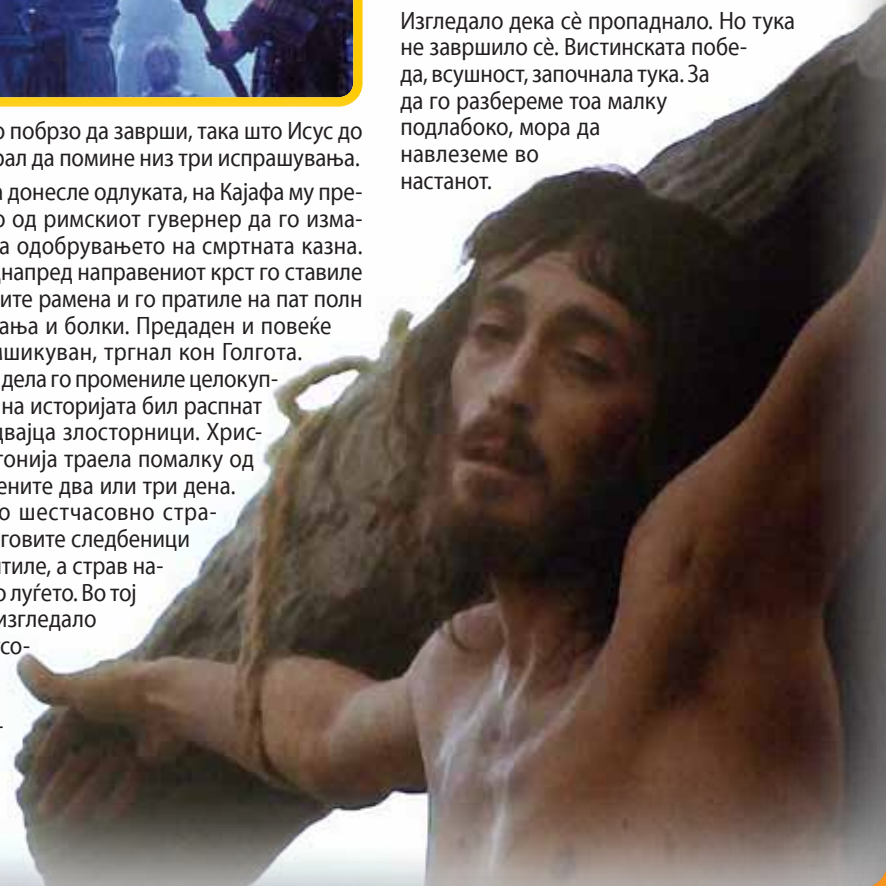 о побрзо да заврши, така што Исус до
рал да помине низ три испрашувања.
а донесле одлуката, на Кајафа му пре-
о од римскиот гувернер да го изма-
а одобрувањето на смртната казна.
напред направениот крст го ставиле
ите рамена и го пратиле на пат полн
ања и болки. Предаден и повеќе
шикуван, тргнал кон Голгота.
дела го промениле целокуп-
на историјата бил распнат
двајца злосторници. Хрис-
гонија траела помалку од
ените два или три дена.
о шестчасовно стра-
говите следбеници
тиле, а страв на-
о луѓето. Во тој
изгледало
со-
-
Изгледало дека сѐ пропаднало. Но тука
не завршило сѐ. Вистинската побе-
да, всушност, започнала тука. За
да го разбереме тоа малку
подлабоко, мора да
навлеземе во
настанот.